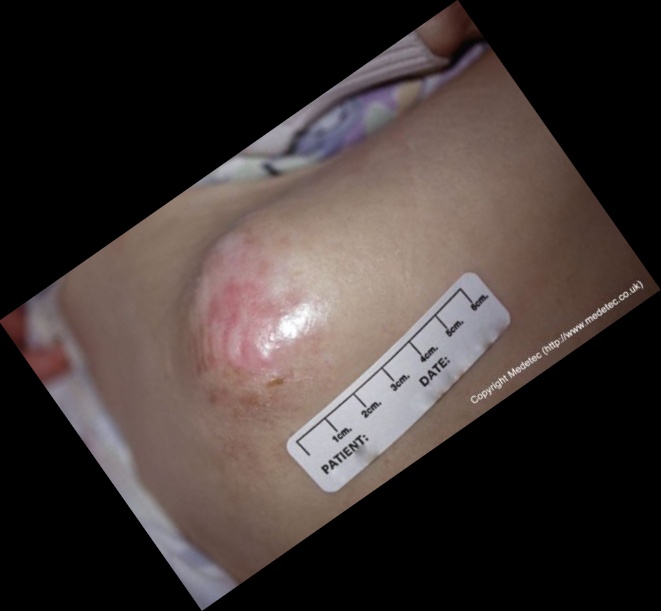 1cm. 2cm. 3cm. 4cm. 5cm. 6cm.
PATIENT: DATE:
Copyright Medetec (http://www.medetec.co.uk)